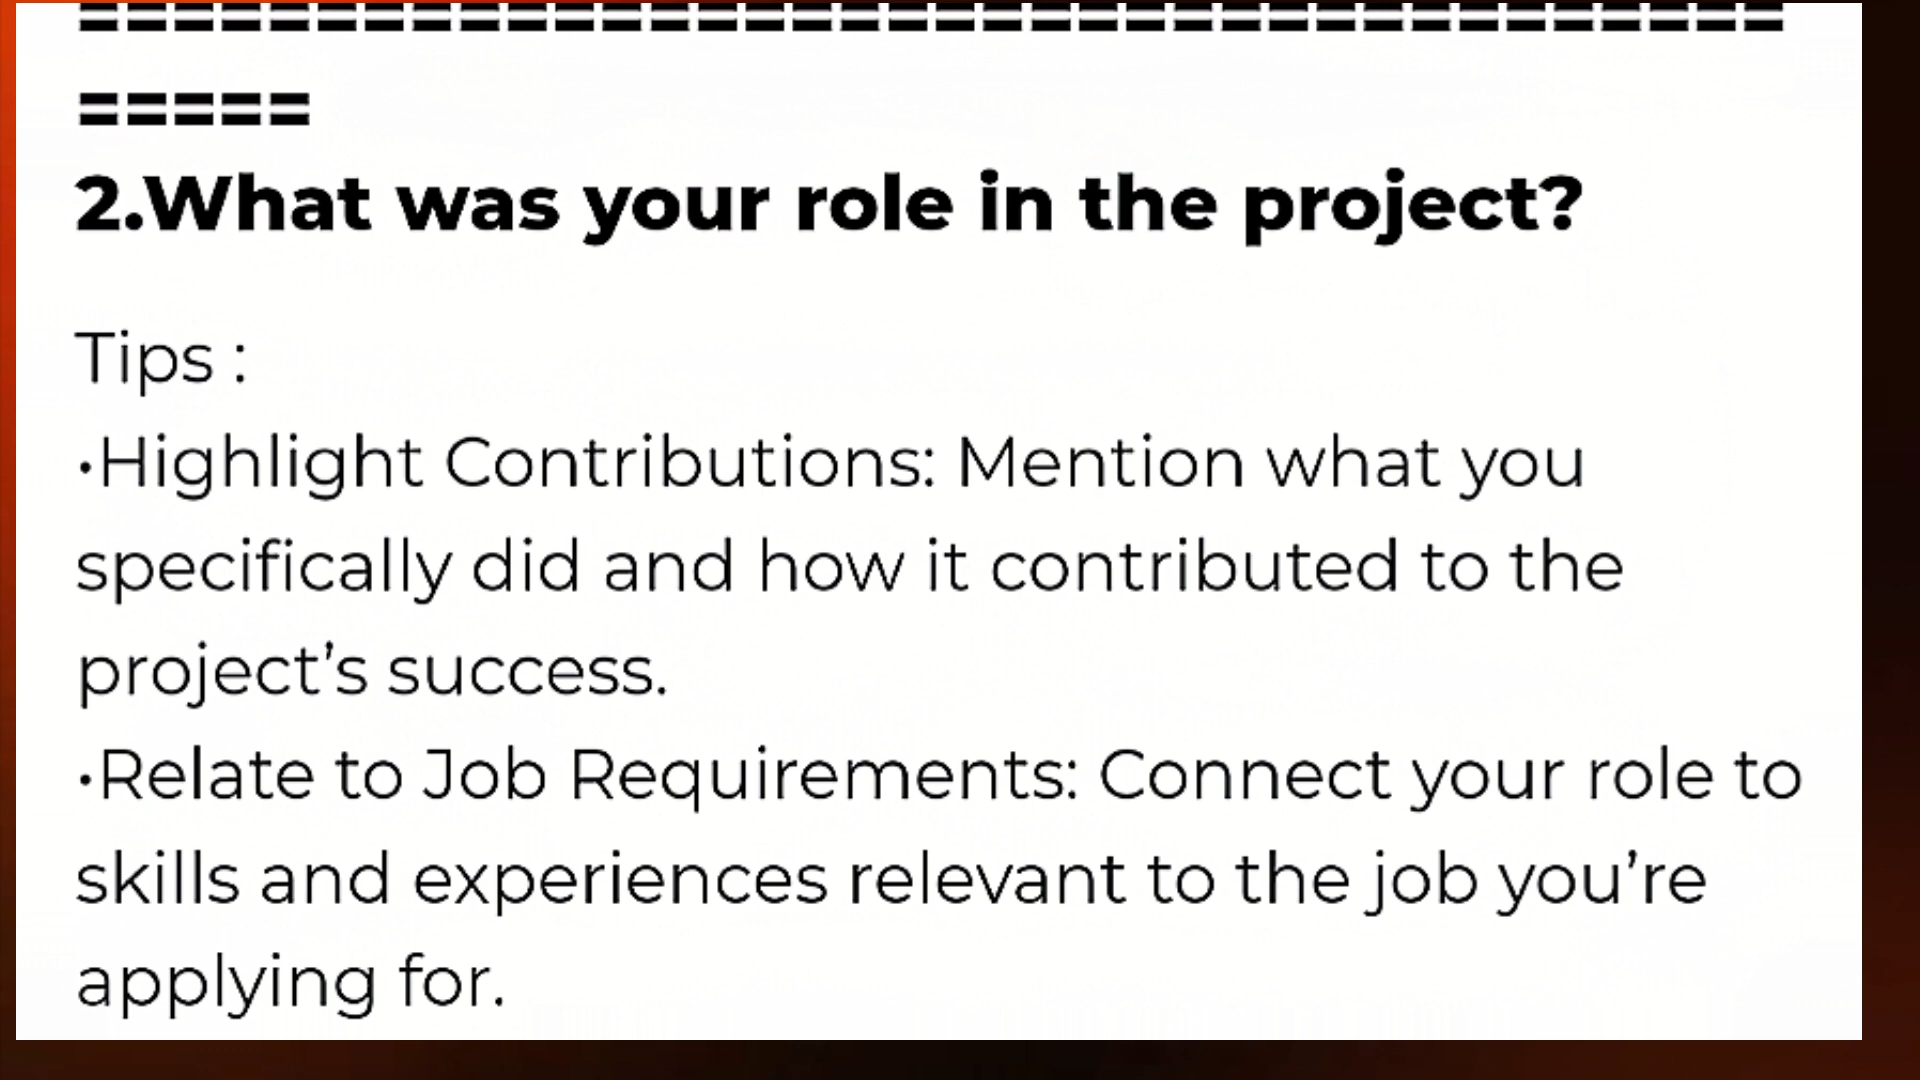 ====================================
=====
2.What was your role in the project?
Tips :
•Highlight Contributions: Mention what you
specifically did and how it contributed to the
project’s success.
•Relate to Job Requirements: Connect your role to
skills and experiences relevant to the job you’re
applying for.